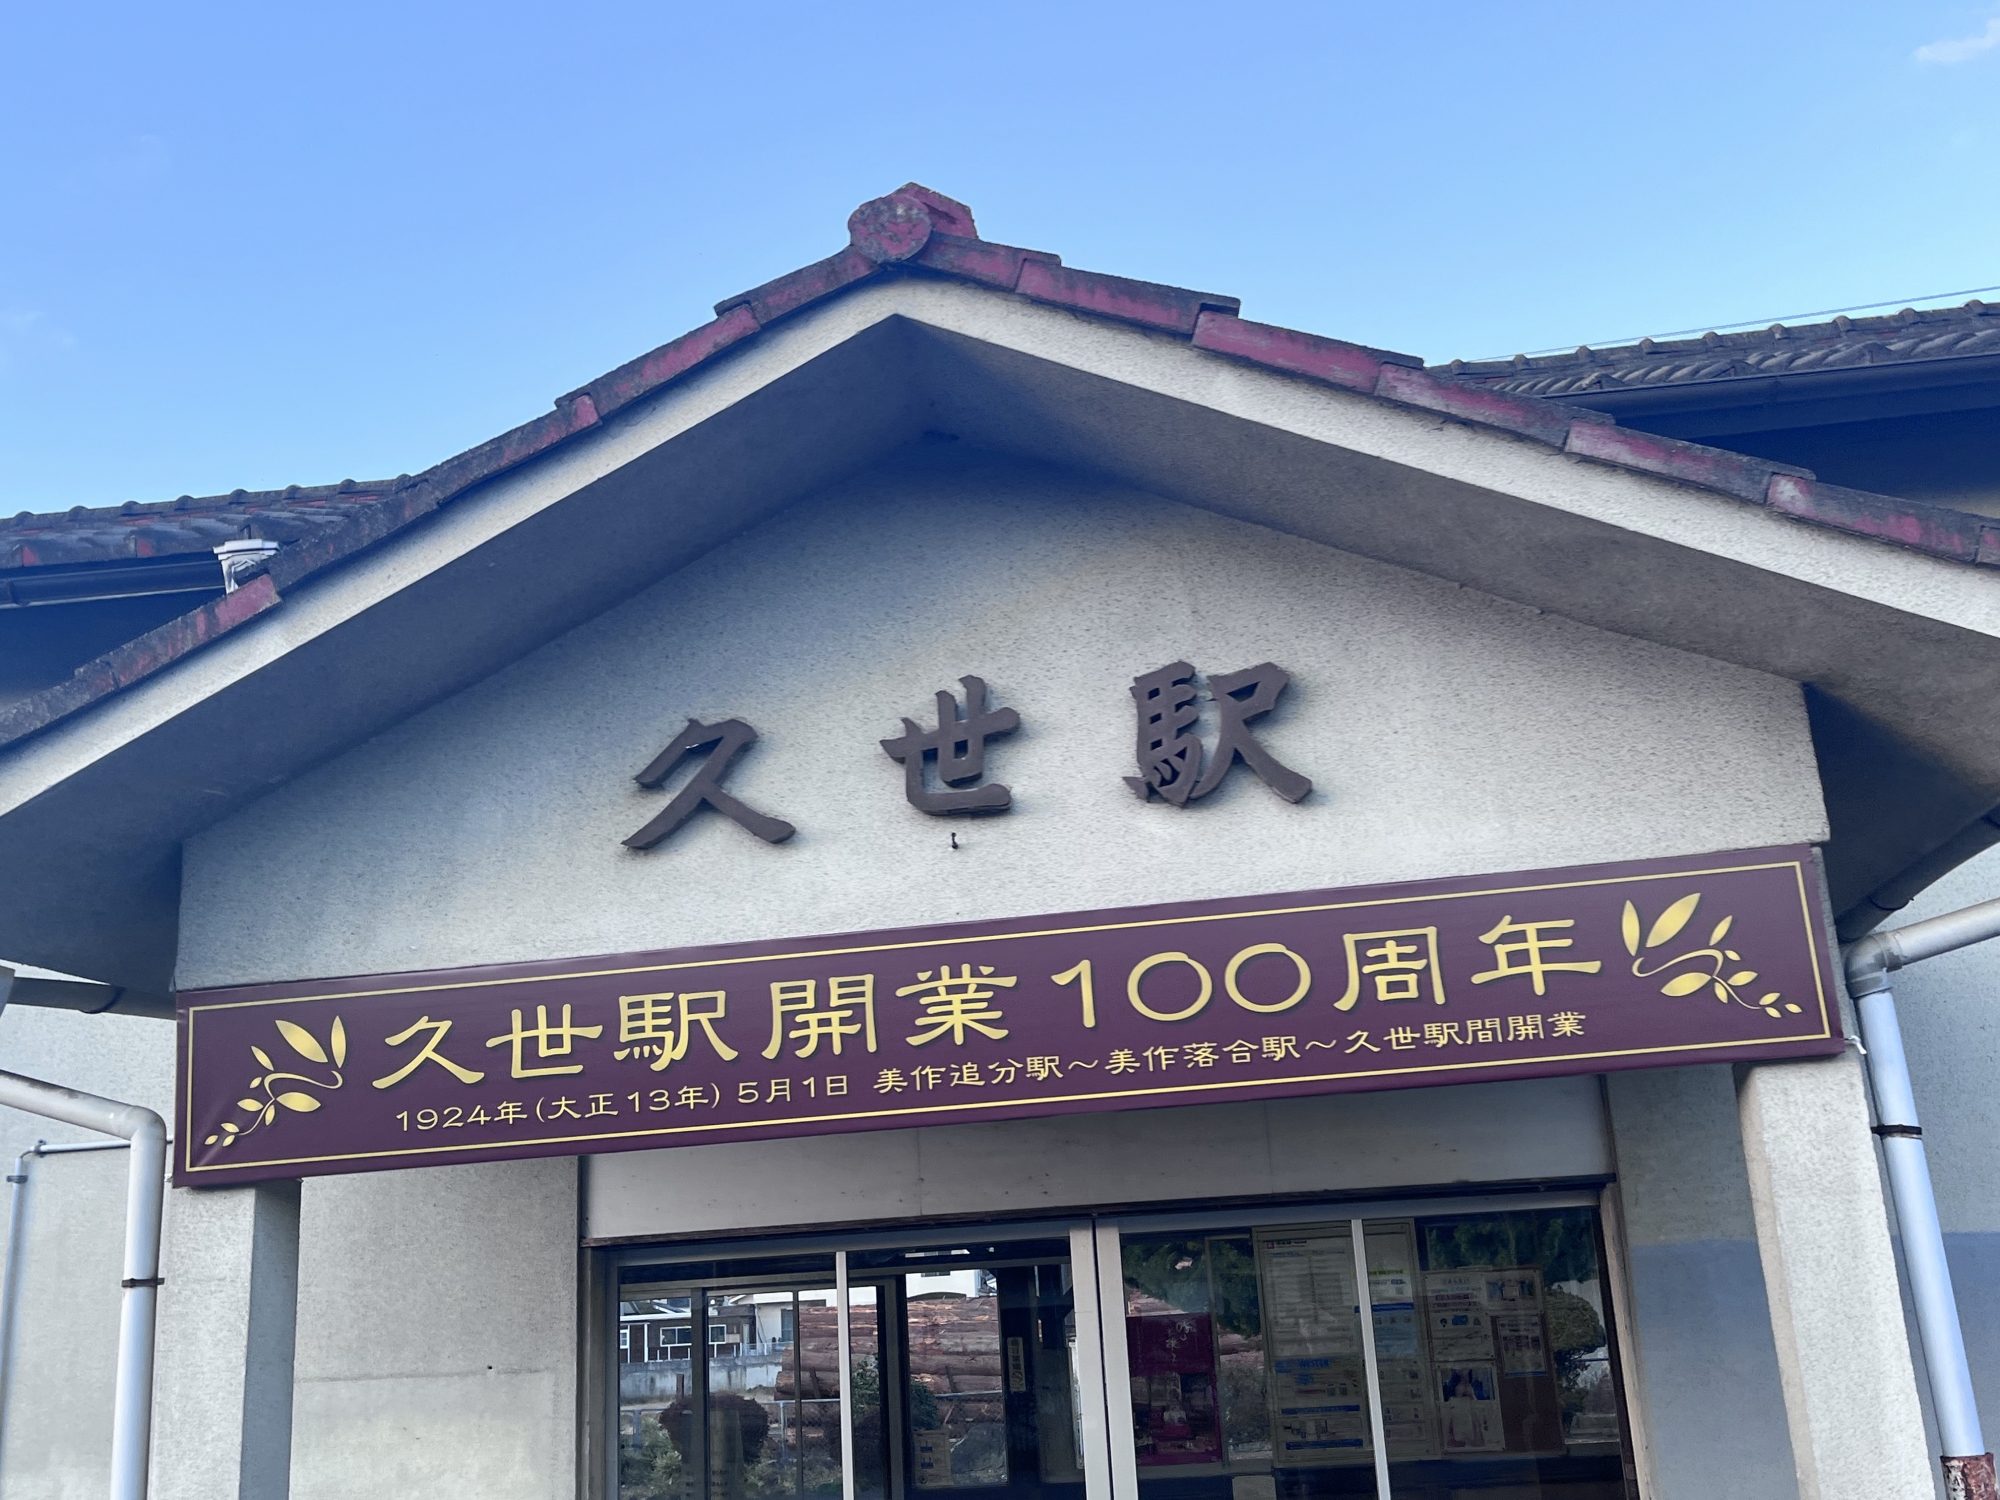 久世駅
久世駅開業100周年
1924年(大正13年) 5月1日 美作追分駅～美作落合駅～久世駅間開業